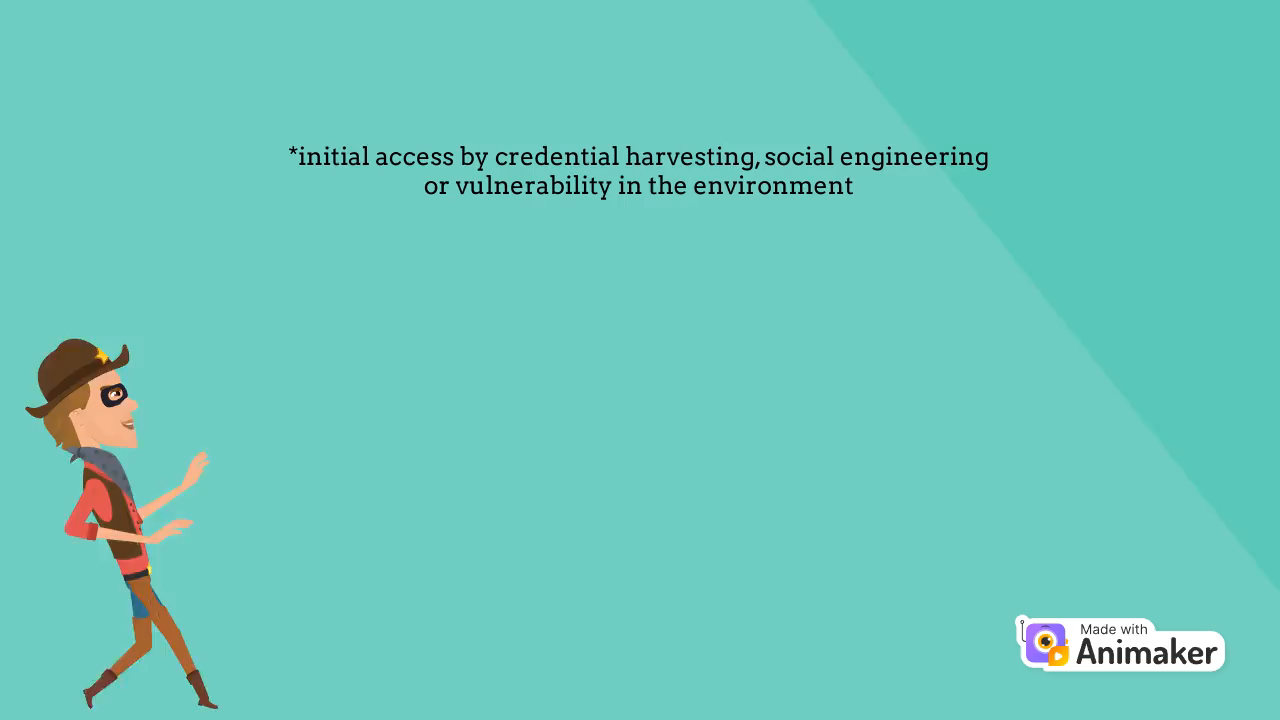 *initial access by credential harvesting, social engineering
or vulnerability in the environment
Made with
Animaker